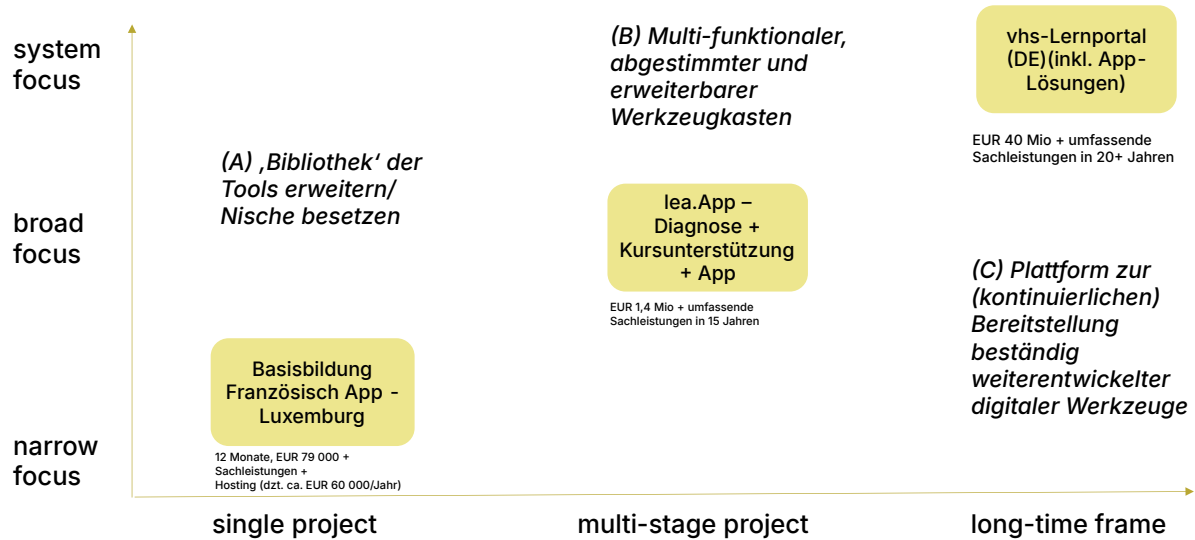 system
focus
(A) ‚Bibliothek‘ der
Tools erweitern/
Nische besetzen
(B) Multi-funktionaler,
abgestimmter und
erweiterbarer
Werkzeugkasten
vhs-Lernportal
(DE)(inkl. App-
Lösungen)
EUR 40 Mio + umfassende
Sachleistungen in 20+ Jahren
broad
focus
lea.App –
Diagnose +
Kursunterstützung
+ App
EUR 1,4 Mio + umfassende
Sachleistungen in 15 Jahren
(C) Plattform zur
(kontinuierlichen)
Bereitstellung
beständig
weiterentwickelter
digitaler Werkzeuge
narrow
focus
Basisbildung
Französisch App -
Luxemburg
12 Monate, EUR 79 000 +
Sachleistungen +
Hosting (dzt. ca. EUR 60 000/Jahr)
single project
multi-stage project
long-time frame